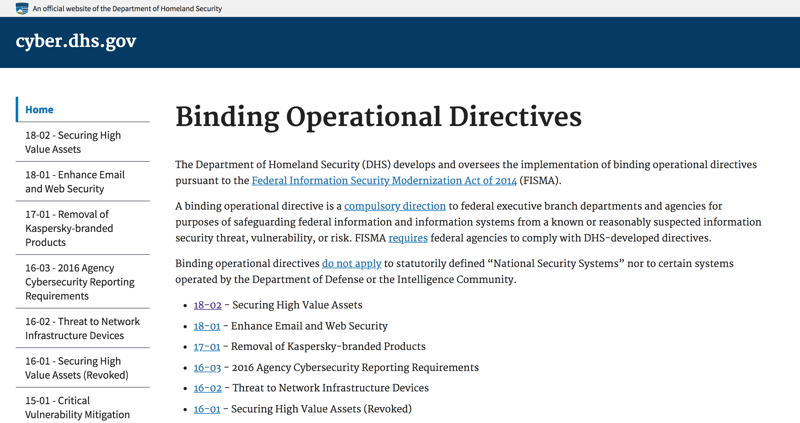 An official website of the Department of Homeland Security
cyber.dhs.gov
Home
18-02 - Securing High
Value Assets
18-01 - Enhance Email
and Web Security
17-01 - Removal of
Kaspersky-branded
Products
16-03 - 2016 Agency
Cybersecurity Reporting
Requirements
16-02 - Threat to Network
Infrastructure Devices
16-01 - Securing High
Value Assets (Revoked)
15-01 - Critical
Vulnerability Mitigation
Binding Operational Directives
The Department of Homeland Security (DHS) develops and oversees the implementation of binding operational directives
pursuant to the Federal Information Security Modernization Act of 2014 (FISMA).
A binding operational directive is a compulsory direction to federal executive branch departments and agencies for
purposes of safeguarding federal information and information systems from a known or reasonably suspected information
security threat, vulnerability, or risk. FISMA requires federal agencies to comply with DHS-developed directives.
Binding operational directives do not apply to statutorily defined “National Security Systems” nor to certain systems
operated by the Department of Defense or the Intelligence Community.
• 18-02 - Securing High Value Assets
• 18-01 - Enhance Email and Web Security
• 17-01 - Removal of Kaspersky-branded Products
• 16-03 - 2016 Agency Cybersecurity Reporting Requirements
• 16-02 - Threat to Network Infrastructure Devices
• 16-01 - Securing High Value Assets (Revoked)